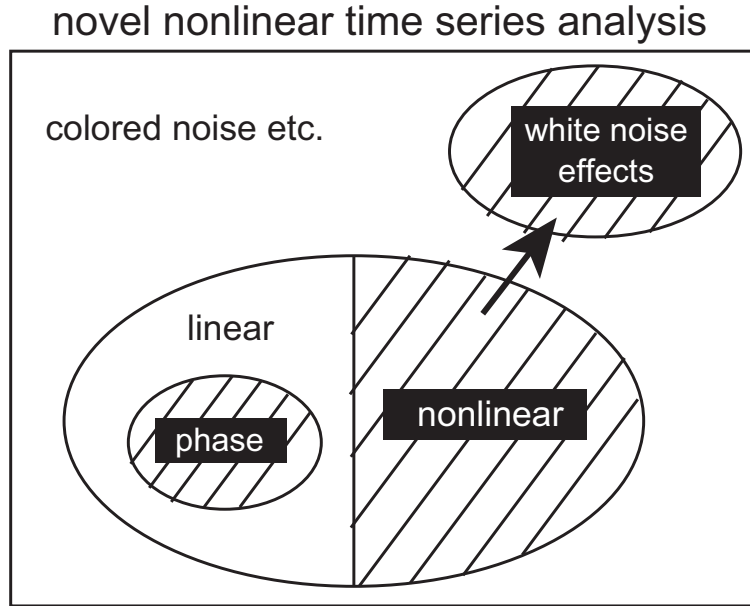 novel nonlinear time series analysis
colored noise etc.
white noise
effects
linear
nonlinear
phase